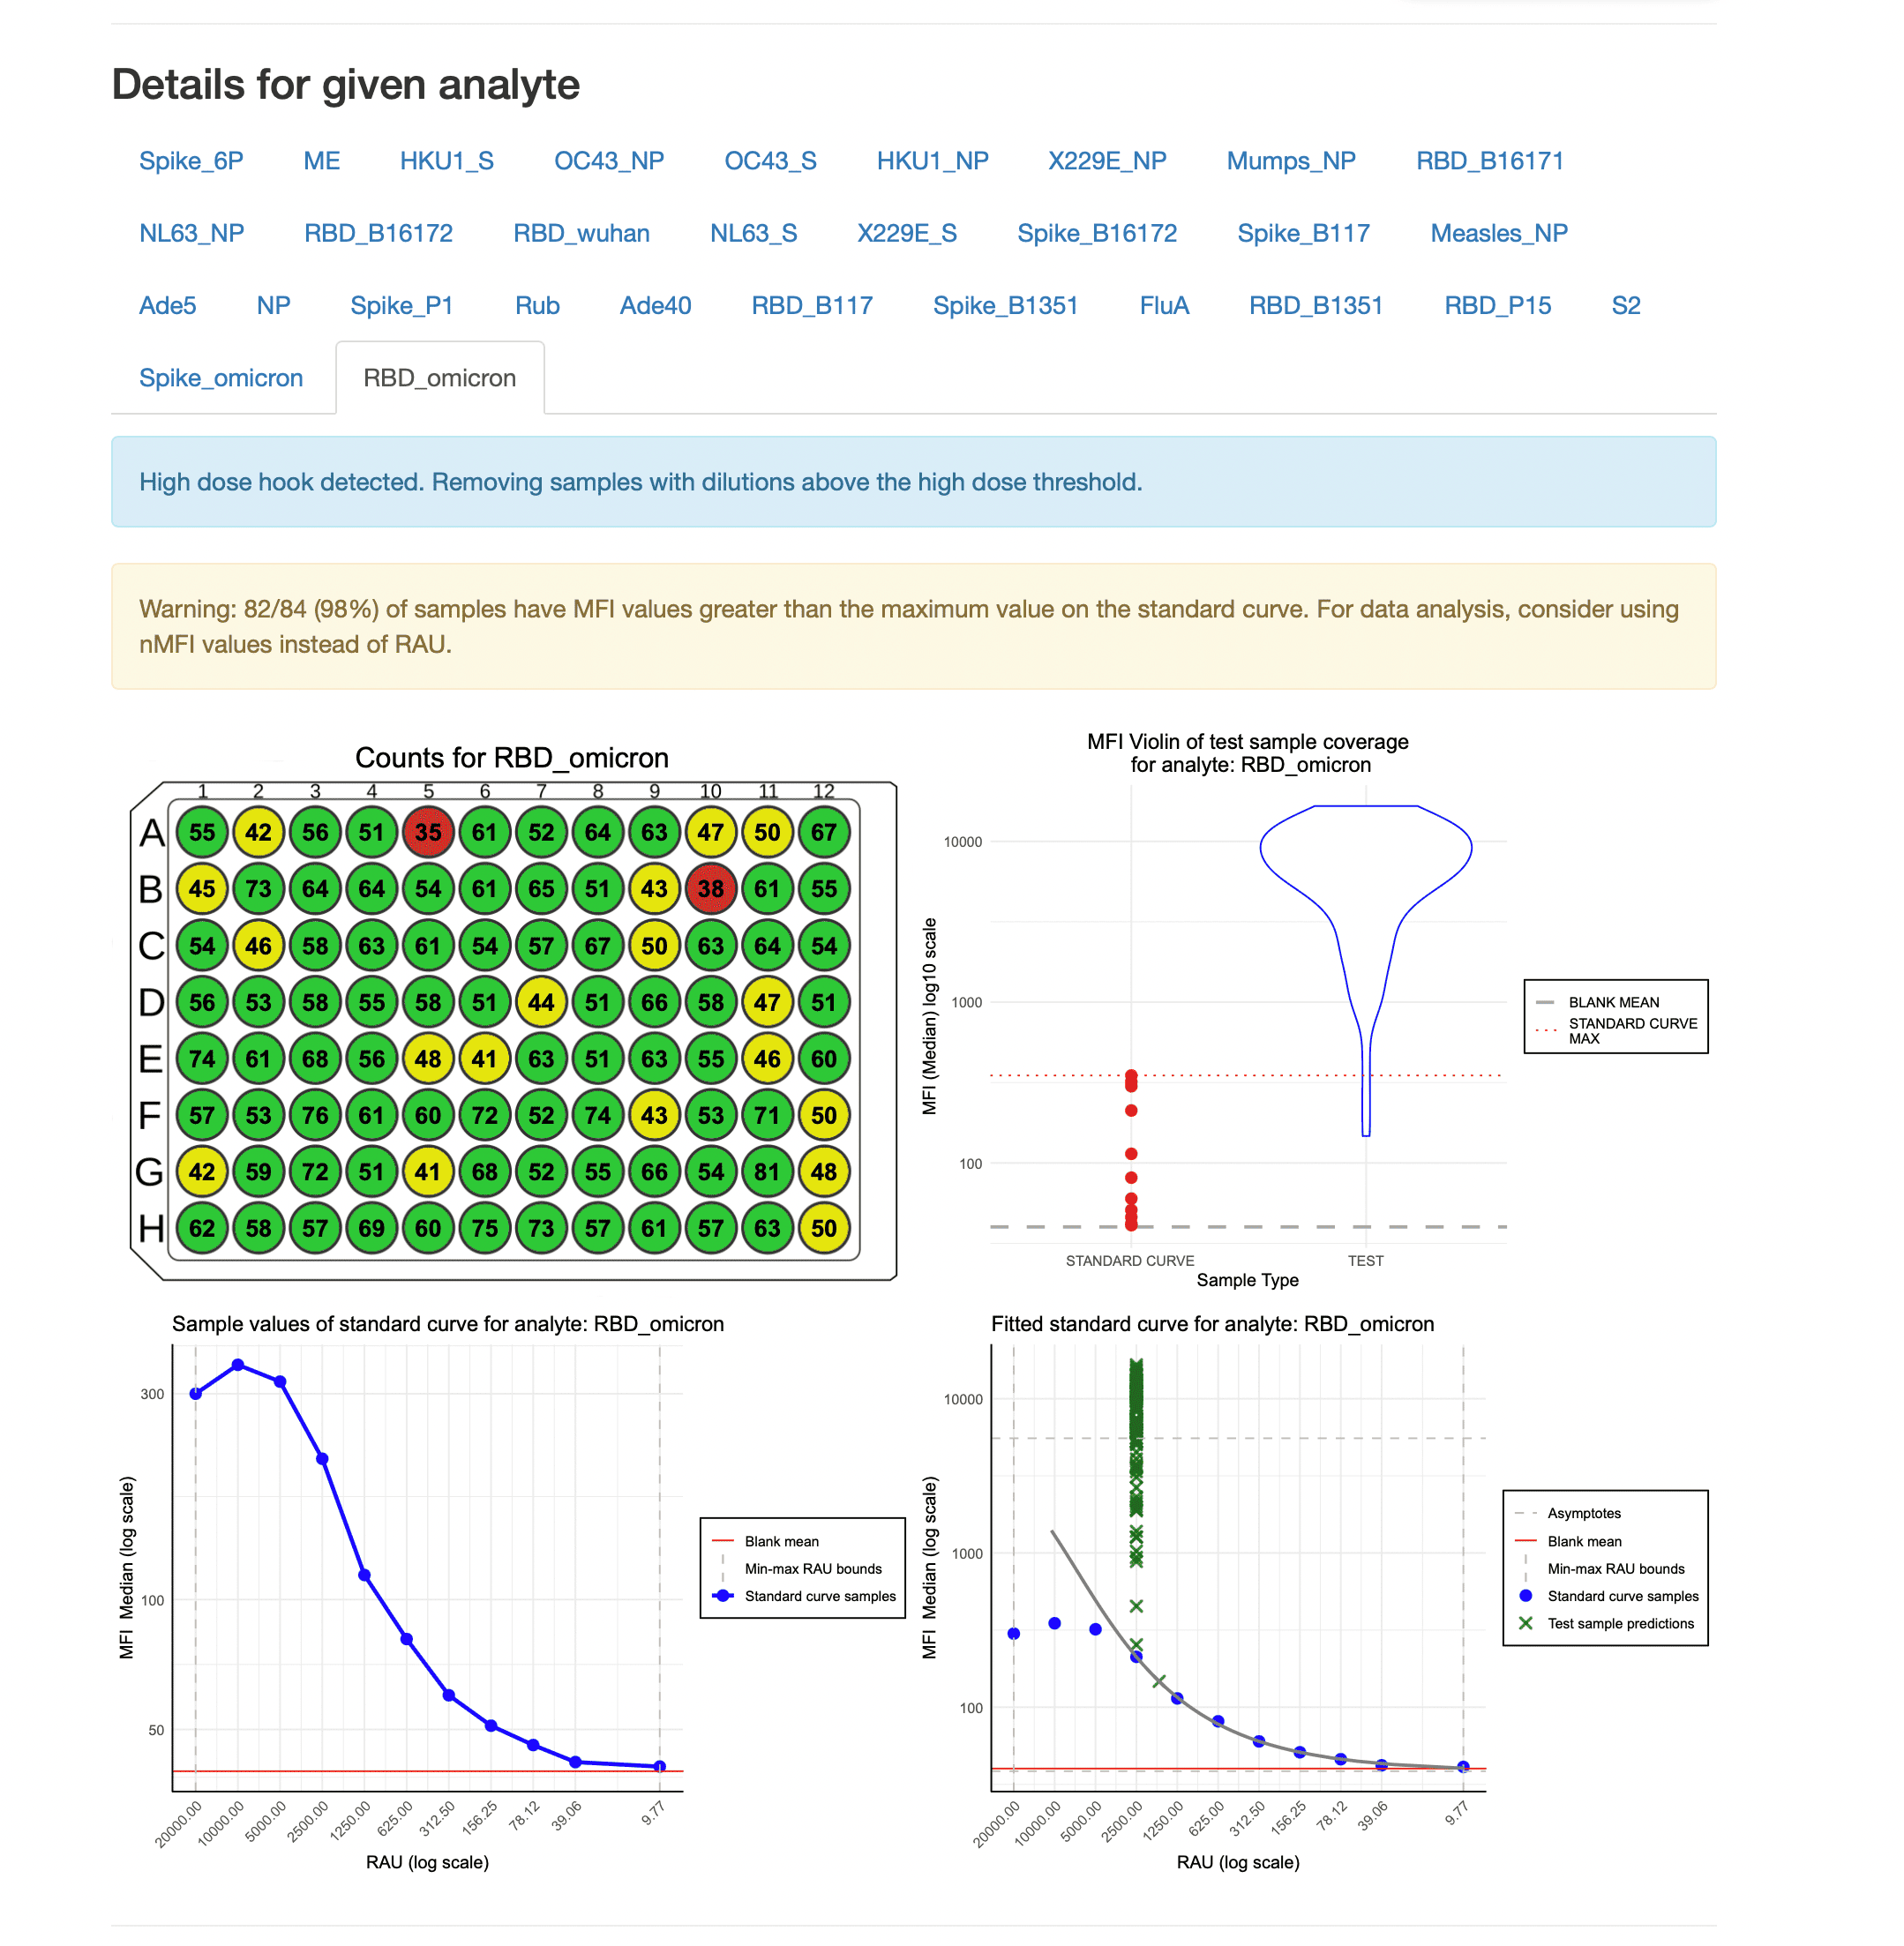 Details for given analyte
Spike_6P ME HKU1_S OC43_NP OC43_S HKU1_NP X229E_NP Mumps_NP RBD_B16171
NL63_NP RBD_B16172 RBD_wuhan NL63_S X229E_S Spike_B16172 Spike_B117 Measles_NP
Ade5 NP Spike_P1 Rub Ade40 RBD_B117 Spike_B1351 FluA RBD_B1351 RBD_P15 S2
Spike_omicron RBD_omicron
High dose hook detected. Removing samples with dilutions above the high dose threshold.
Warning: 82/84 (98%) of samples have MFI values greater than the maximum value on the standard curve. For data analysis, consider using
nMFI values instead of RAU.
Counts for RBD_omicron
1 2 3 4 5 6 7 8 9 10 11 12
A 55 42 56 51 35 61 52 64 63 47 50 67
B 45 73 64 64 54 61 65 51 43 38 61 55
C 54 46 58 63 61 54 57 67 50 63 64 54
D 56 53 58 55 58 51 44 51 66 58 47 51
E 74 61 68 56 48 41 63 51 63 55 46 60
F 57 53 76 61 60 72 52 74 43 53 71 50
G 42 59 72 51 41 68 52 55 66 54 81 48
H 62 58 57 69 60 75 73 57 61 57 63 50
MFI Violin of test sample coverage
for analyte: RBD_omicron
MFI (Median) log10 scale
10000
1000
100
STANDARD CURVE TEST
Sample Type
BLANK MEAN
STANDARD CURVE
MAX
Sample values of standard curve for analyte: RBD_omicron
MFI Median (log scale)
300
100
50
20000.00 10000.00 5000.00 2500.00 1250.00 625.00 312.50 156.25 78.12 39.06 9.77
RAU (log scale)
Blank mean
Min-max RAU bounds
Standard curve samples
Fitted standard curve for analyte: RBD_omicron
MFI Median (log scale)
10000
1000
100
20000.00 10000.00 5000.00 2500.00 1250.00 625.00 312.50 156.25 78.12 39.06 9.77
RAU (log scale)
Asymptotes
Blank mean
Min-max RAU bounds
Standard curve samples
Test sample predictions